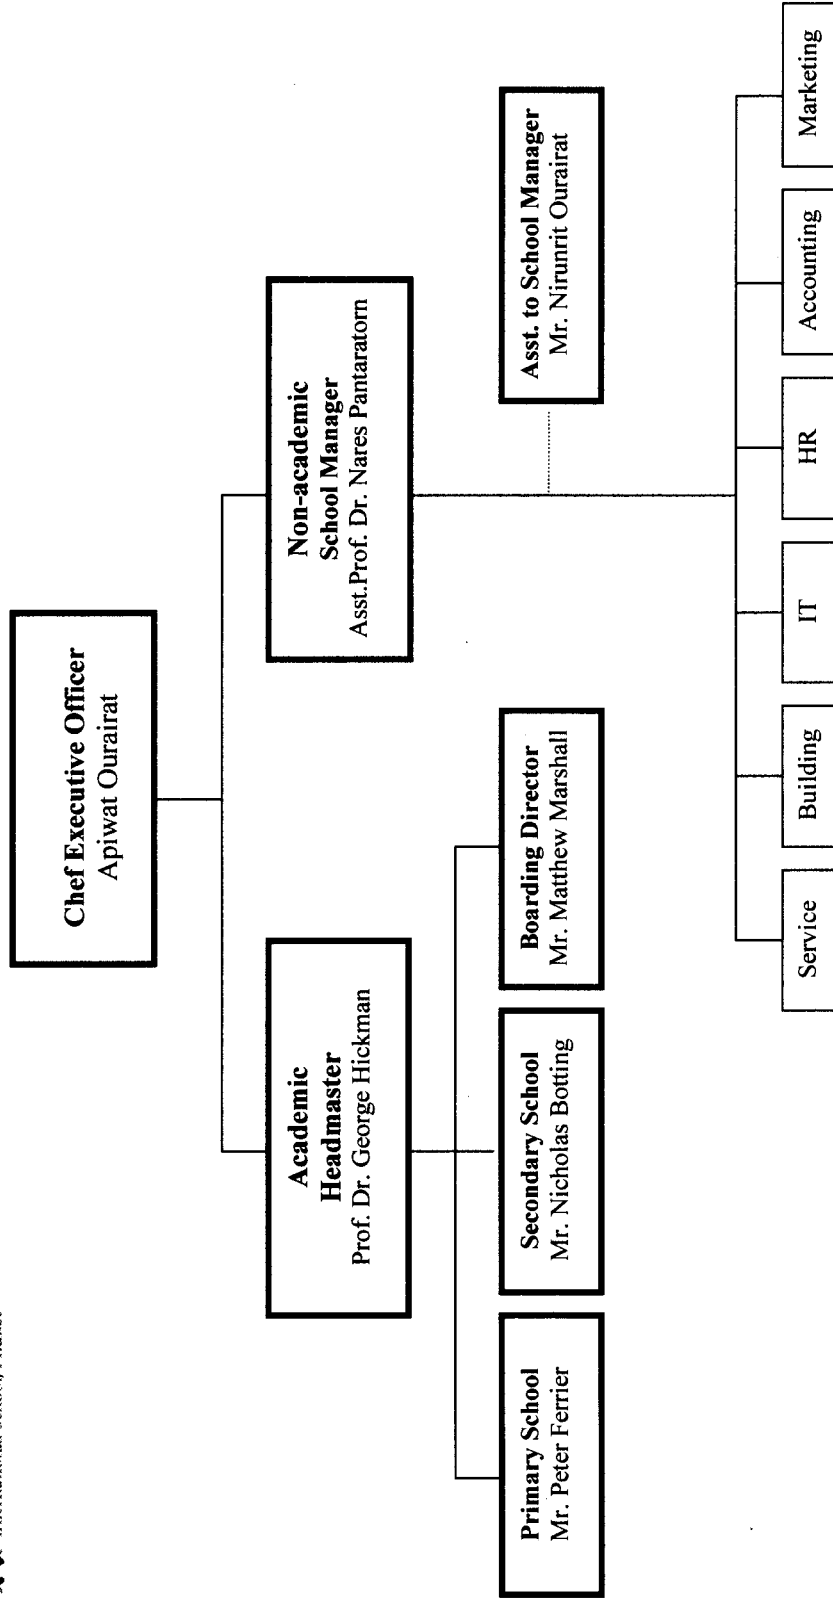 Chef Executive Officer
Apiwat Ourairat
Academic
Headmaster
Prof. Dr. George Hickman
Non-academic
School Manager
Asst.Prof. Dr. Nares Pantaratorn
Primary School
Mr. Peter Ferrier
Secondary School
Mr. Nicholas Botting
Boarding Director
Mr. Matthew Marshall
Asst. to School Manager
Mr. Nirunrit Ourairat
Service
Building
IT
HR
Accounting
Marketing